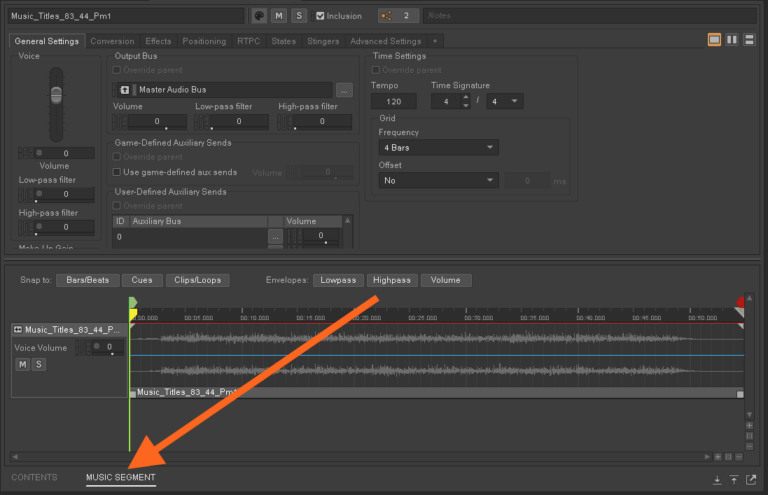 Music_Titles_83_44_Pm1 M S Inclusion 2 Notes
General Settings Conversion Effects Positioning RTPC States Stingers Advanced Settings +
Voice Output Bus Time Settings
Override parent Override parent
Master Audio Bus ... Tempo Time Signature
120 4 / 4
Volume Low-pass filter High-pass filter
0 0 0
Grid
Frequency
4 Bars
Game-Defined Auxiliary Sends
Override parent
Offset
0 Use game-defined aux sends Volume 0 No 0 ms
Volume
Low-pass filter
0
User-Defined Auxiliary Sends
Override parent
High-pass filter
0
ID Auxiliary Bus Volume
0 ... 0
Make-Up Gain
Snap to: Bars/Beats Cues Clips/Loops Envelopes: Lowpass Highpass Volume
00:00.000 00:05.000 00:10.000 00:15.000 00:20.000 00:25.000 00:30.000 00:35.000 00:40.000 00:45.000 00:50.000
Music_Titles_83_44_P...
Voice Volume 0
M S
Music_Titles_83_44_Pm1
CONTENTS MUSIC SEGMENT